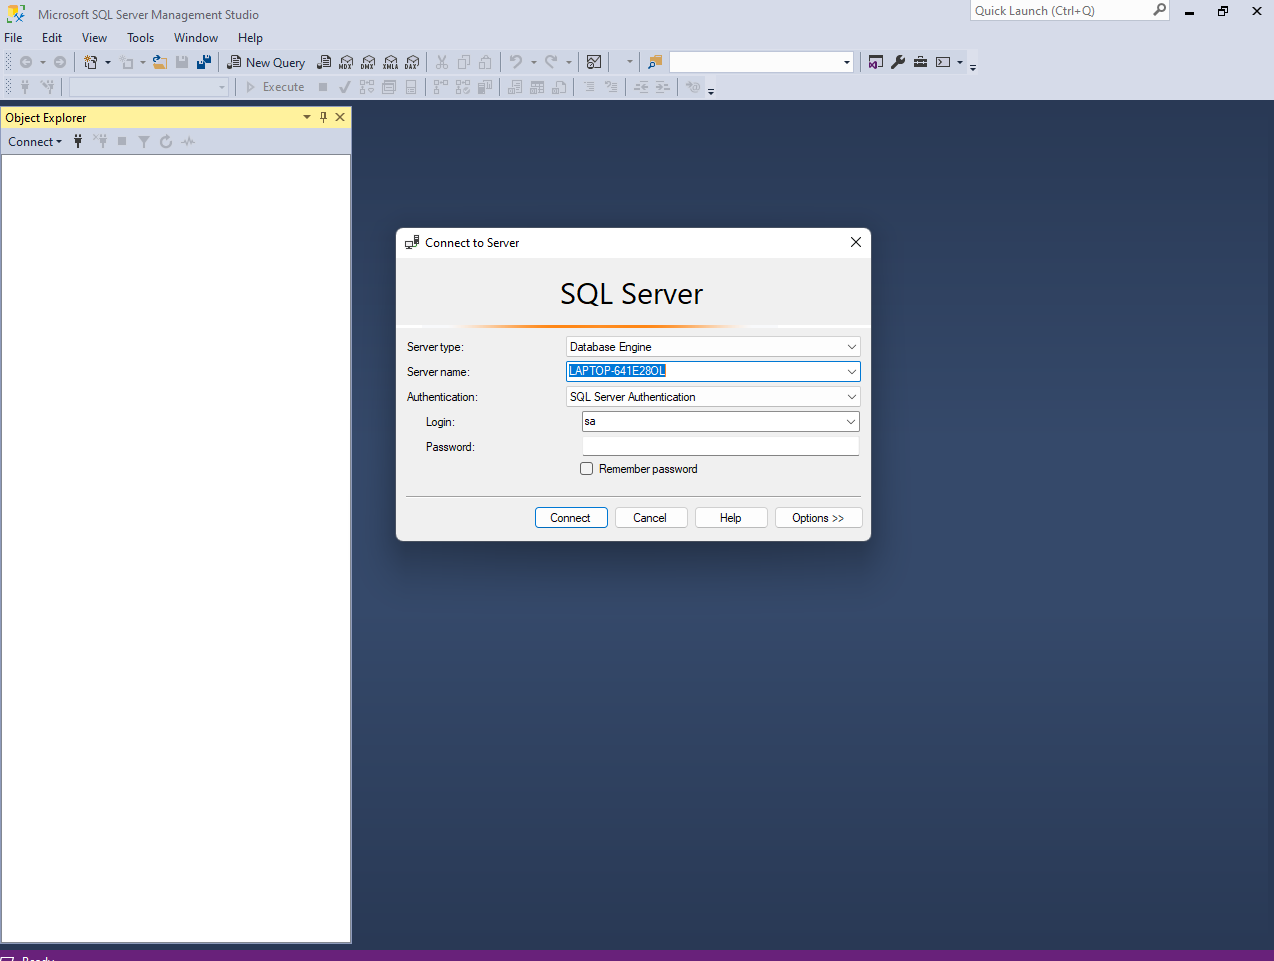 Microsoft SQL Server Management Studio
Quick Launch (Ctrl+Q)
File Edit View Tools Window Help
New Query MDX DMX XMLA DAX
Execute
Object Explorer
Connect
Connect to Server
SQL Server
Server type: Database Engine
Server name: LAPTOP-641E28OL
Authentication: SQL Server Authentication
Login: sa
Password:
Remember password
Connect Cancel Help Options >>
Ready